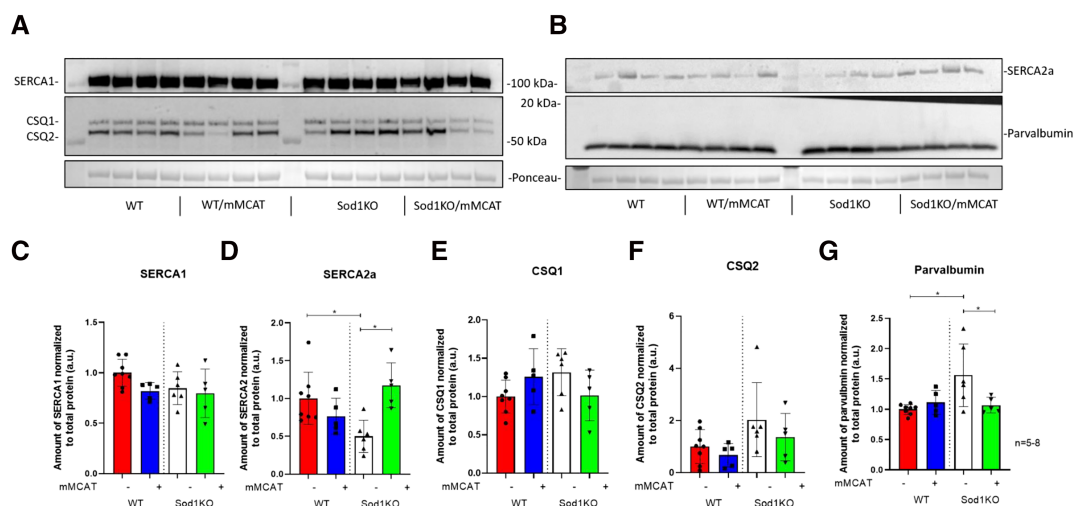 A
B
SERCA1-
-100 kDa-
CSQ1-
CSQ2-
-50 kDa
-Ponceau-
WT
WT/mMCAT
Sod1KO
Sod1KO/mMCAT
-SERCA2a
20 kDa-
-Parvalbumin
WT
WT/mMCAT
Sod1KO
Sod1KO/mMCAT
C
SERCA1
Amount of SERCA1 normalized
to total protein (a.u.)
1.5
1.0
0.5
0.0
mMCAT
- + - +
WT Sod1KO
D
SERCA2a
Amount of SERCA2 normalized
to total protein (a.u.)
2.0
1.5
1.0
0.5
0.0
*
*
- + - +
WT Sod1KO
E
CSQ1
Amount of CSQ1 normalized
to total protein (a.u.)
2.0
1.5
1.0
0.5
0.0
mMCAT
- + - +
WT Sod1KO
F
CSQ2
Amount of CSQ2 normalized
to total protein (a.u.)
6
4
2
0
mMCAT
- + - +
WT Sod1KO
G
Parvalbumin
Amount of parvalbmin normalized
to total protein (a.u.)
2.5
2.0
1.5
1.0
0.5
0.0
*
*
mMCAT
- + - +
WT Sod1KO
n=5-8